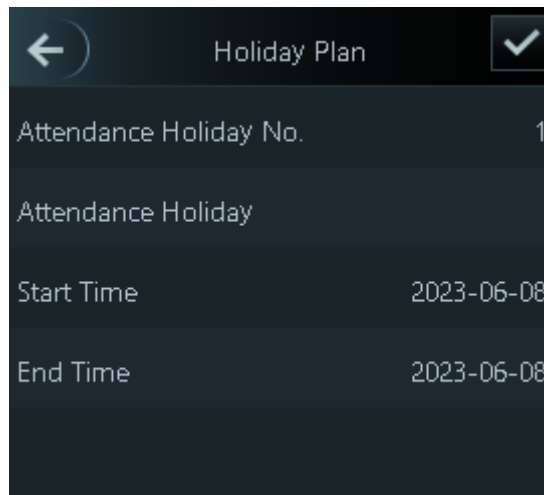 Holiday Plan
Attendance Holiday No. 1
Attendance Holiday
Start Time 2023-06-08
End Time 2023-06-08